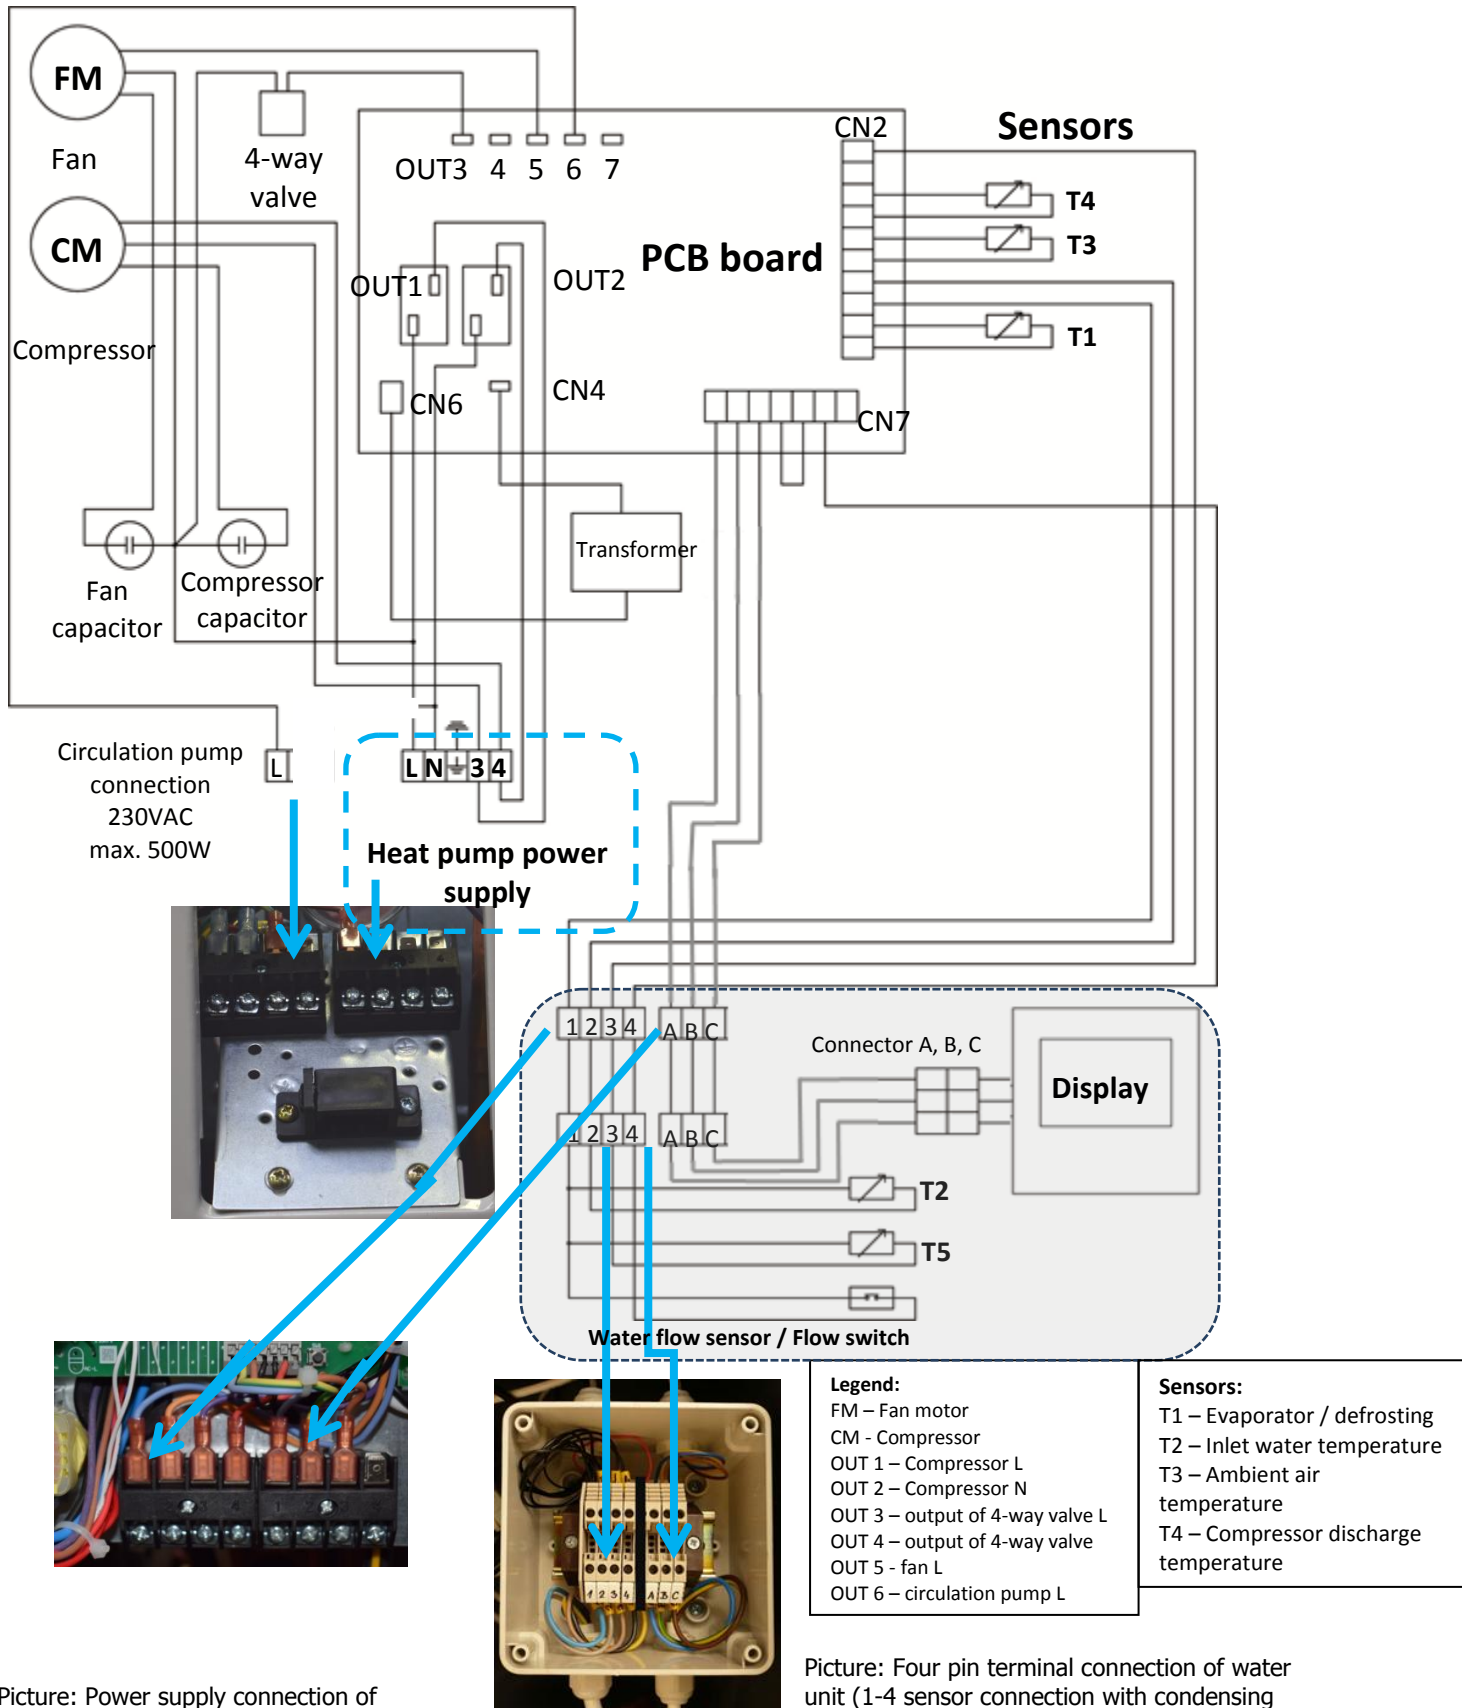 FM
Fan
4-way
valve
CM
Compressor
OUT3 4 5 6 7
CN2
Sensors
T4
T3
T1
PCB board
OUT1
OUT2
CN6
CN4
CN7
Transformer
Fan
capacitor
Compressor
capacitor
Circulation pump
connection
230VAC
max. 500W
L
L N 3 4
Heat pump power
supply
1 2 3 4 A B C
Connector A, B, C
Display
1 2 3 4 A B C
T2
T5
Water flow sensor / Flow switch
Legend:
FM – Fan motor
CM - Compressor
OUT 1 – Compressor L
OUT 2 – Compressor N
OUT 3 – output of 4-way valve L
OUT 4 – output of 4-way valve
OUT 5 - fan L
OUT 6 – circulation pump L
Sensors:
T1 – Evaporator / defrosting
T2 – Inlet water temperature
T3 – Ambient air
temperature
T4 – Compressor discharge
temperature
1 2 3 4 A B C
Picture: Power supply connection of
Picture: Four pin terminal connection of water
unit (1-4 sensor connection with condensing